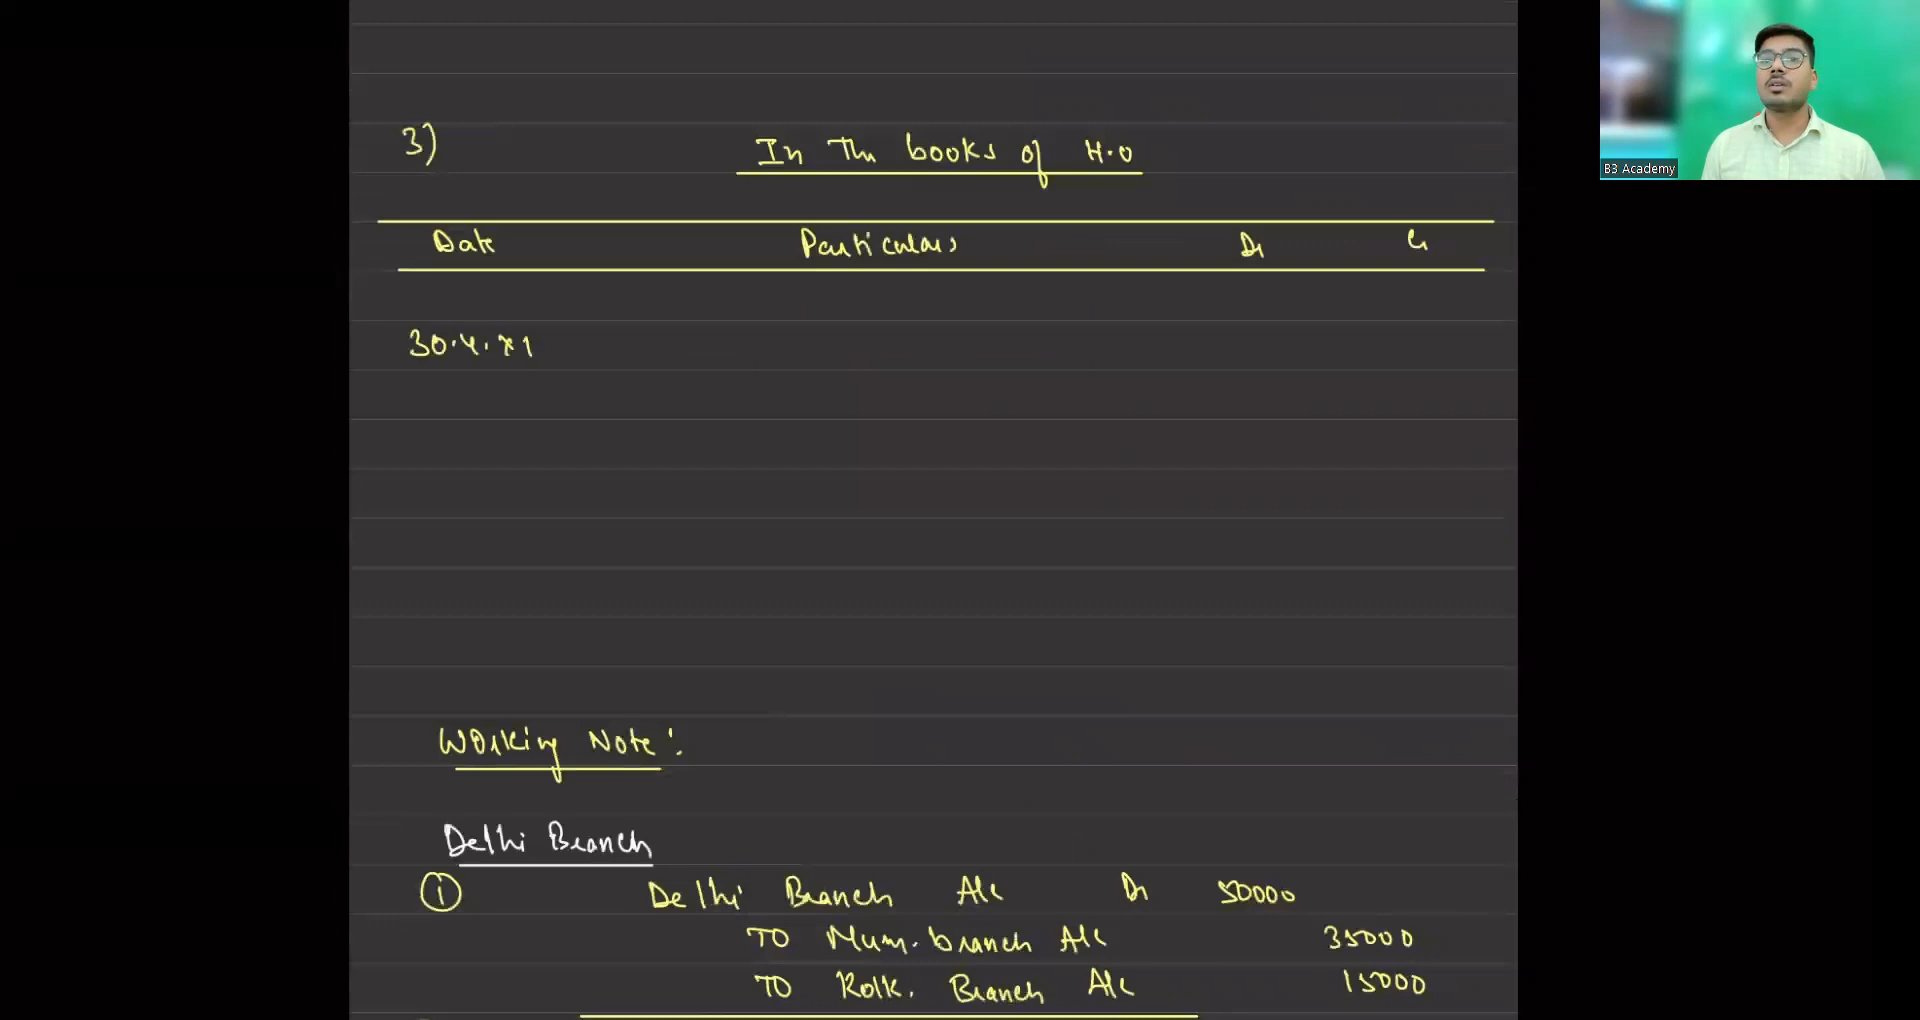 3) In The books of H.O
Date Particulars Dr Cr
30.4.x1
Working Note:
Delhi Branch
① Delhi Branch A/c Dr 50000
TO Mum. branch A/c 35000
TO Kolk. Branch A/c 15000
B3 Academy